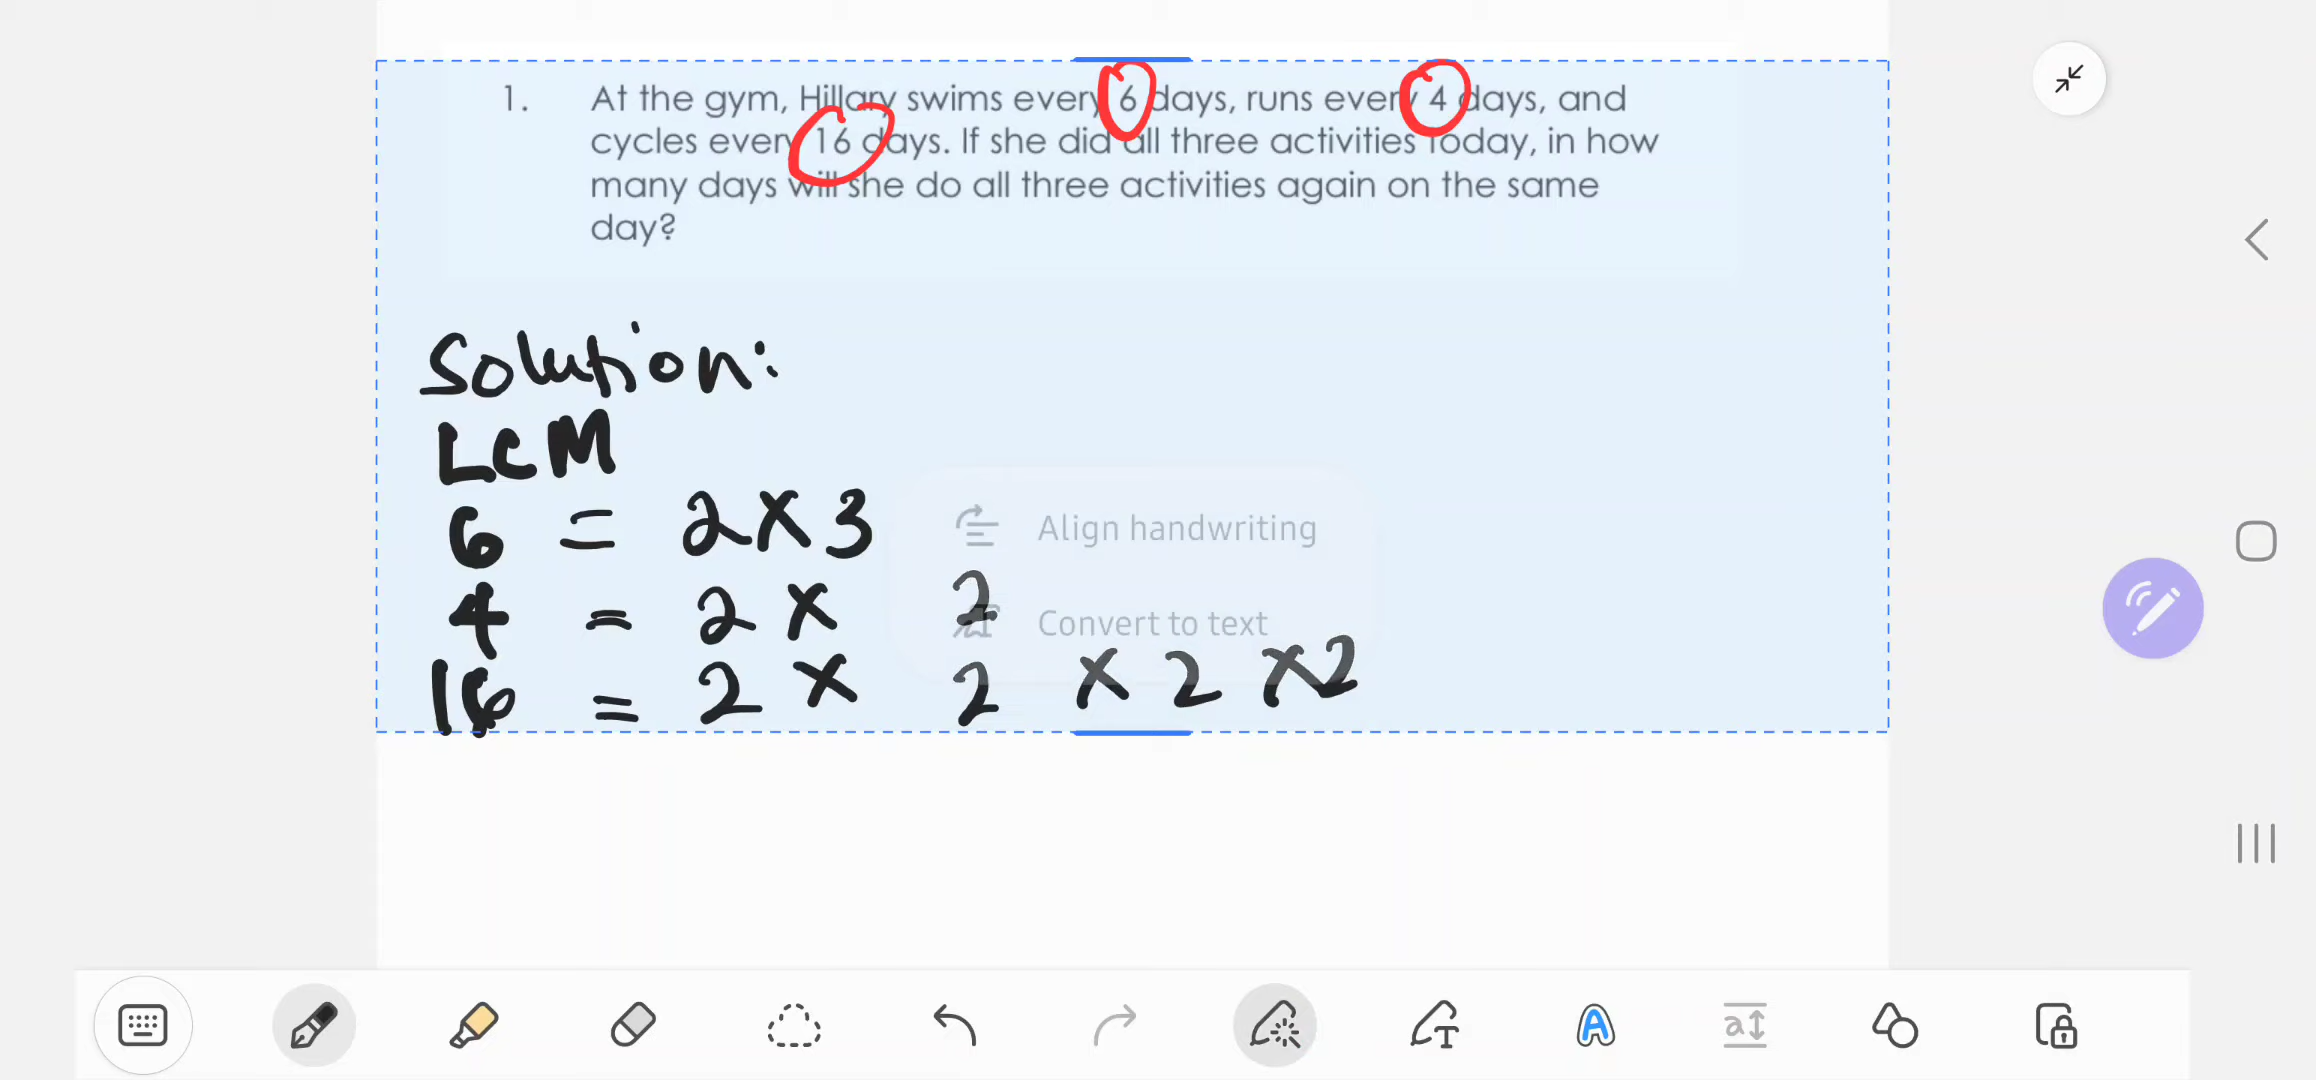 1. At the gym, Hillary swims every 6 days, runs every 4 days, and
cycles every 16 days. If she did all three activities today, in how
many days will she do all three activities again on the same
day?
Solution:
LCM
6 = 2 x 3
Align handwriting
4 = 2 x 2
Convert to text
16 = 2 x 2 x 2 x 2
T
A
a